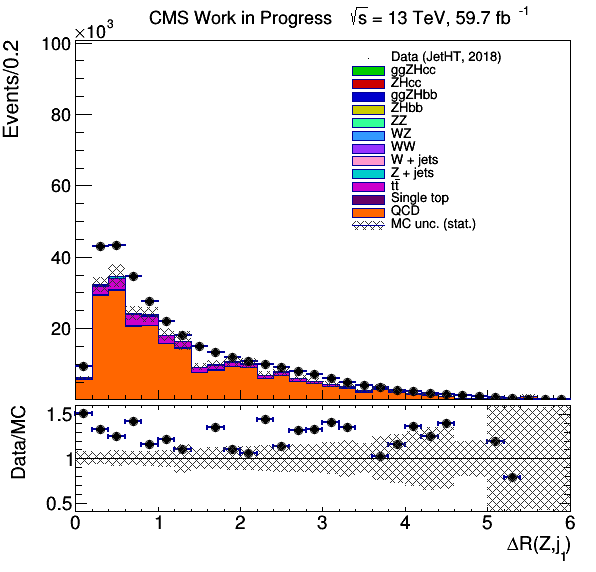 CMS Work in Progress √s = 13 TeV, 59.7 fb⁻¹
×10³
Events/0.2
100
80
60
40
20
Data (JetHT, 2018)
ggZHcc
ZHcc
ggZHbb
ZHbb
ZZ
WZ
WW
W + jets
Z + jets
tt̄
Single top
QCD
MC unc. (stat.)
Data/MC
1.5
1
0.5
0 1 2 3 4 5 6
ΔR(Z,j₁)